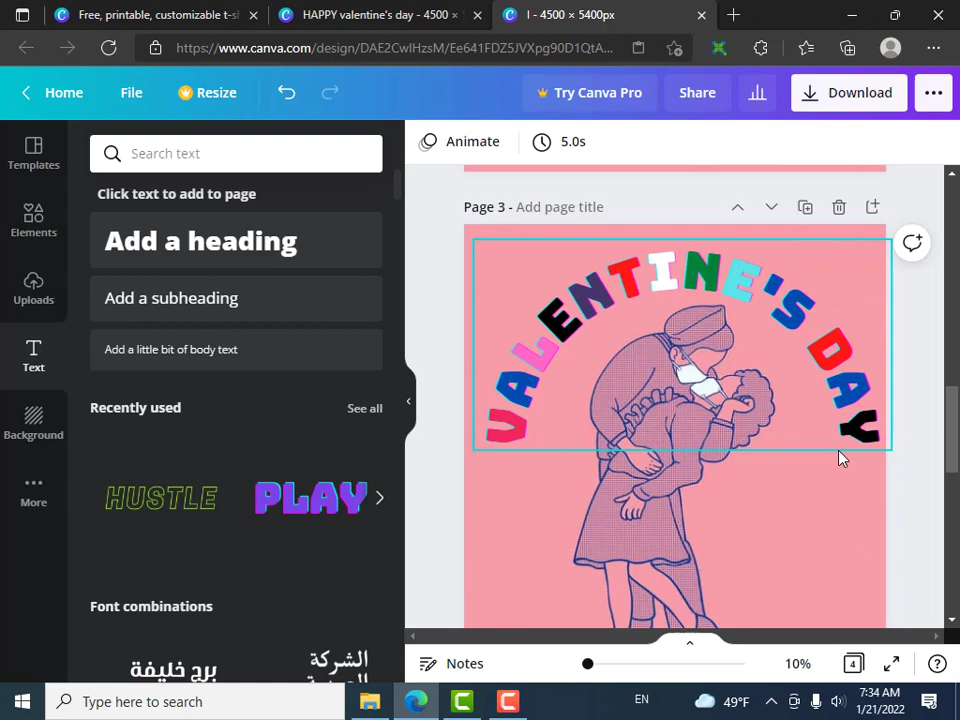 Free, printable, customizable t-s
HAPPY valentine's day - 4500 ×
I - 4500 × 5400px
https://www.canva.com/design/DAE2CwIHzsM/Ee641FDZ5JVXpg90D1QtA...
Home
File
Resize
Try Canva Pro
Share
Download
Templates
Elements
Uploads
Text
Background
More
Search text
Click text to add to page
Add a heading
Add a subheading
Add a little bit of body text
Recently used
See all
HUSTLE
PLAY
Font combinations
برج خليفة
الشركة
Animate
5.0s
Page 3 - Add page title
VALENTINE'S DAY
Notes
10%
4
Type here to search
49°F
EN
7:34 AM
1/21/2022